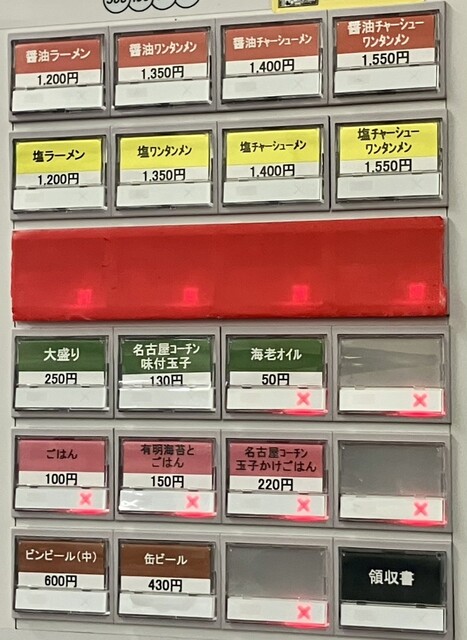 醤油ラーメン
1,200円
醤油ワンタンメン
1,350円
醤油チャーシューメン
1,400円
醤油チャーシュー
ワンタンメン
1,550円
塩ラーメン
1,200円
塩ワンタンメン
1,350円
塩チャーシューメン
1,400円
塩チャーシュー
ワンタンメン
1,550円
大盛り
250円
名古屋コーチン
味付玉子
130円
海老オイル
50円
ごはん
100円
有明海苔と
ごはん
150円
名古屋コーチン
玉子かけごはん
220円
ビンビール(中)
600円
缶ビール
430円
領収書